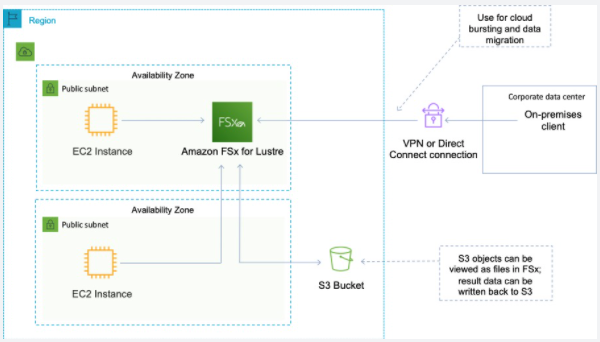 Region
Use for cloud
bursting and data
migration
Availability Zone
Public subnet
FSx
EC2 Instance
Amazon FSx for Lustre
VPN or Direct
Connect connection
Corporate data center
On-premises
client
Availability Zone
Public subnet
EC2 Instance
S3 Bucket
S3 objects can be
viewed as files in FSx;
result data can be
written back to S3